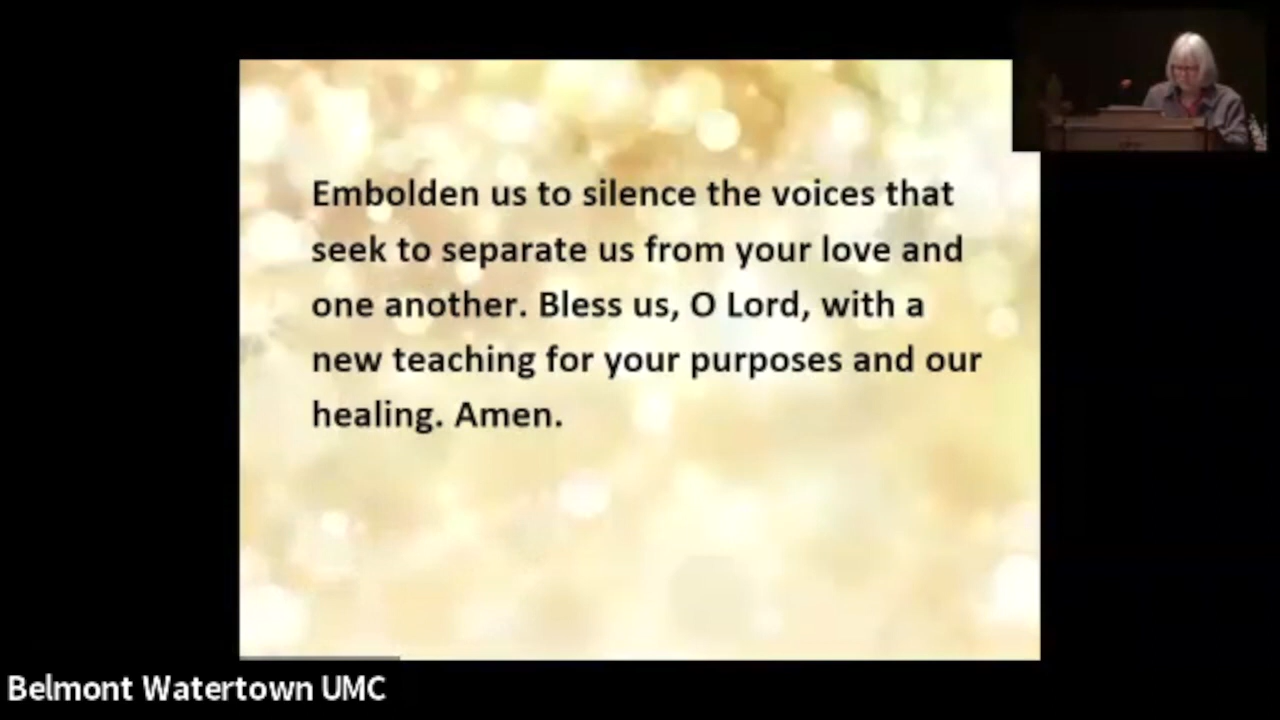 Embolden us to silence the voices that
seek to separate us from your love and
one another. Bless us, O Lord, with a
new teaching for your purposes and our
healing. Amen.
Belmont Watertown UMC